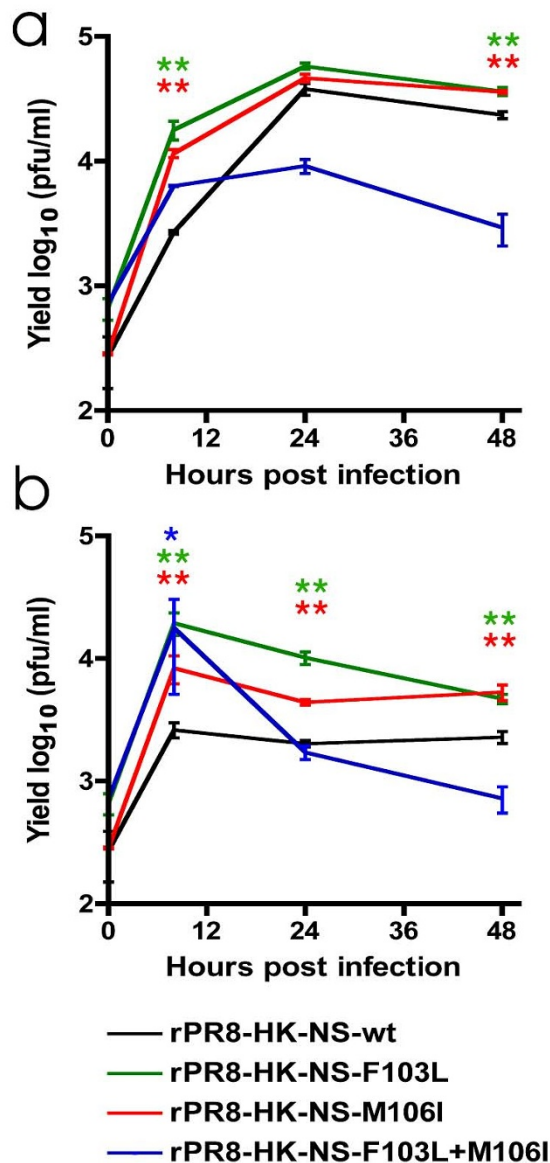 a
Yield log10 (pfu/ml)
5
4
3
2
** **
** **
0 12 24 36 48
Hours post infection
b
Yield log10 (pfu/ml)
5
4
3
2
*
** ** **
** ** **
0 12 24 36 48
Hours post infection
rPR8-HK-NS-wt
rPR8-HK-NS-F103L
rPR8-HK-NS-M106I
rPR8-HK-NS-F103L+M106I